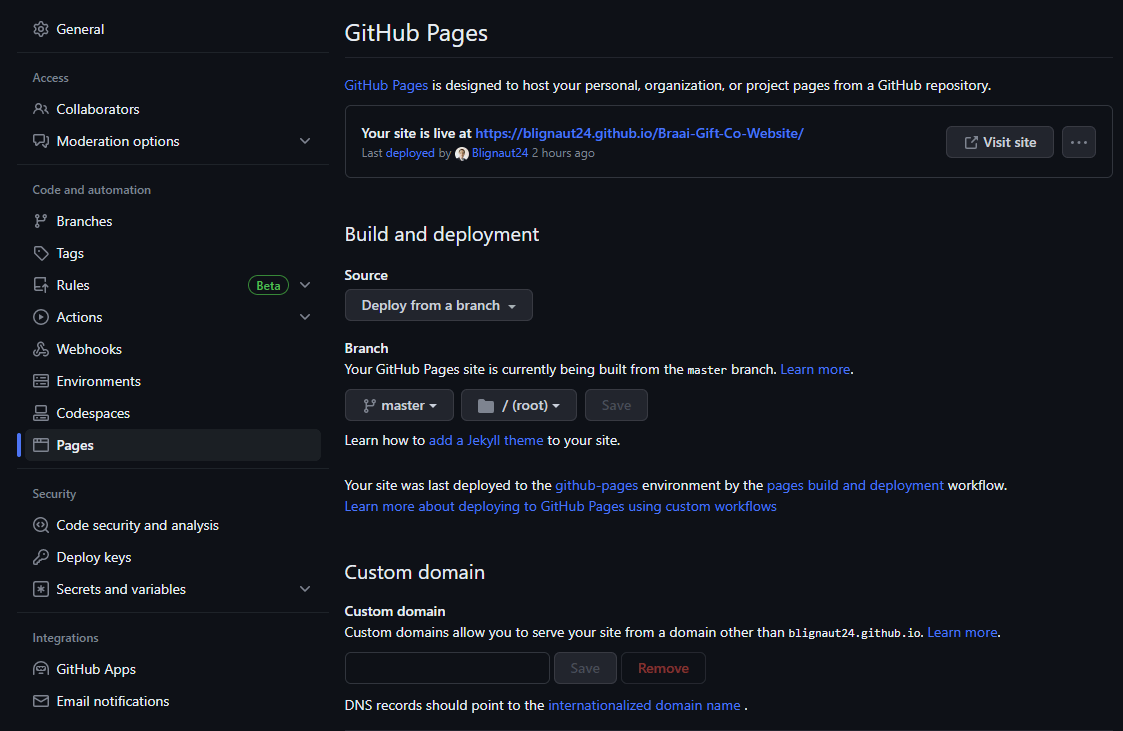 General
Access
Collaborators
Moderation options
Code and automation
Branches
Tags
Rules Beta
Actions
Webhooks
Environments
Codespaces
Pages
Security
Code security and analysis
Deploy keys
Secrets and variables
Integrations
GitHub Apps
Email notifications
GitHub Pages
GitHub Pages is designed to host your personal, organization, or project pages from a GitHub repository.
Your site is live at https://blignaut24.github.io/Braai-Gift-Co-Website/
Last deployed by Blignaut24 2 hours ago
Visit site
Build and deployment
Source
Deploy from a branch
Branch
Your GitHub Pages site is currently being built from the master branch. Learn more.
master / (root) Save
Learn how to add a Jekyll theme to your site.
Your site was last deployed to the github-pages environment by the pages build and deployment workflow.
Learn more about deploying to GitHub Pages using custom workflows
Custom domain
Custom domain
Custom domains allow you to serve your site from a domain other than blignaut24.github.io. Learn more.
Save Remove
DNS records should point to the internationalized domain name .